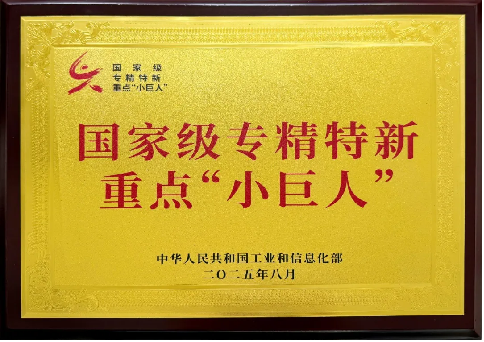 国家级
专精特新
重点“小巨人”
国家级专精特新
重点“小巨人”
中华人民共和国工业和信息化部
二〇二五年八月